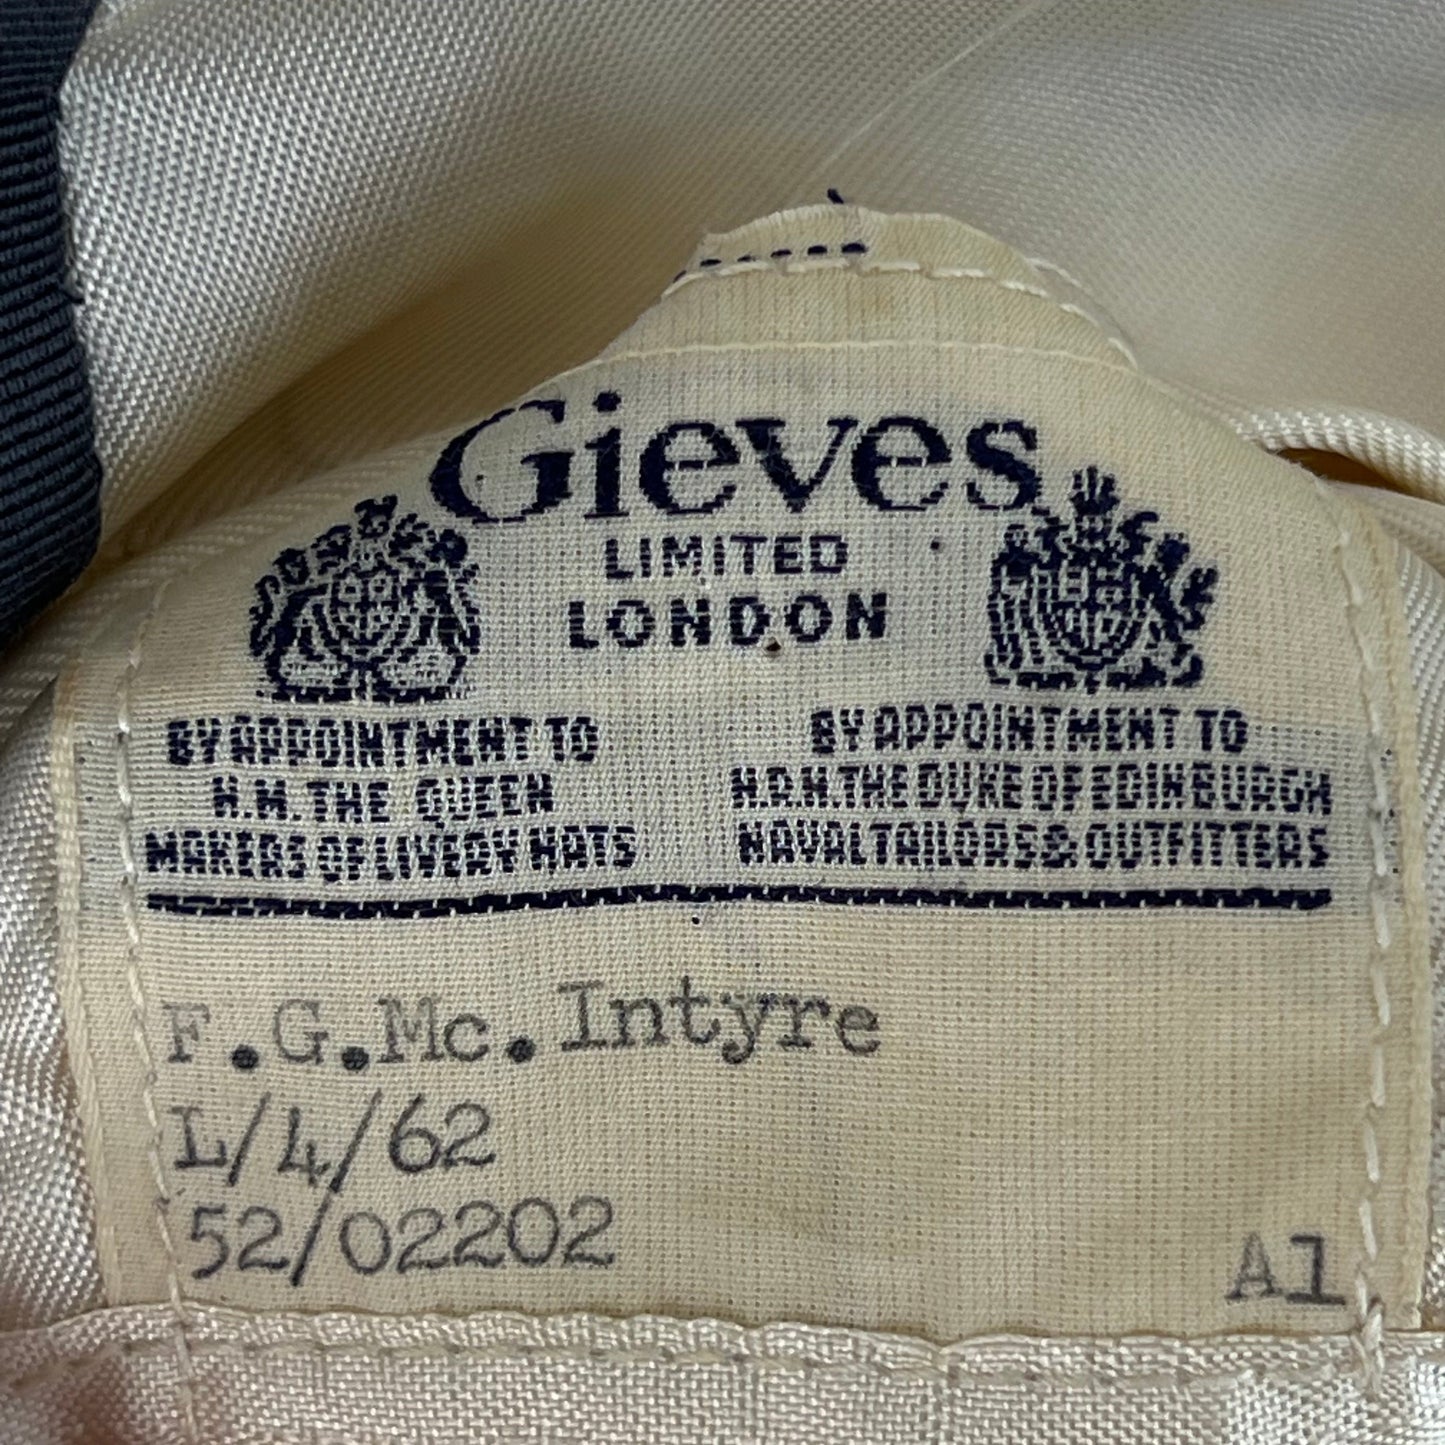 Gieves
LIMITED
LONDON
BY APPOINTMENT TO
H.M. THE QUEEN
MAKERS OF LIVERY HATS
BY APPOINTMENT TO
H.R.H. THE DUKE OF EDINBURGH
NAVAL TAILORS & OUTFITTERS
F.G.Mc.Intyre
L/4/62
52/02202
A1